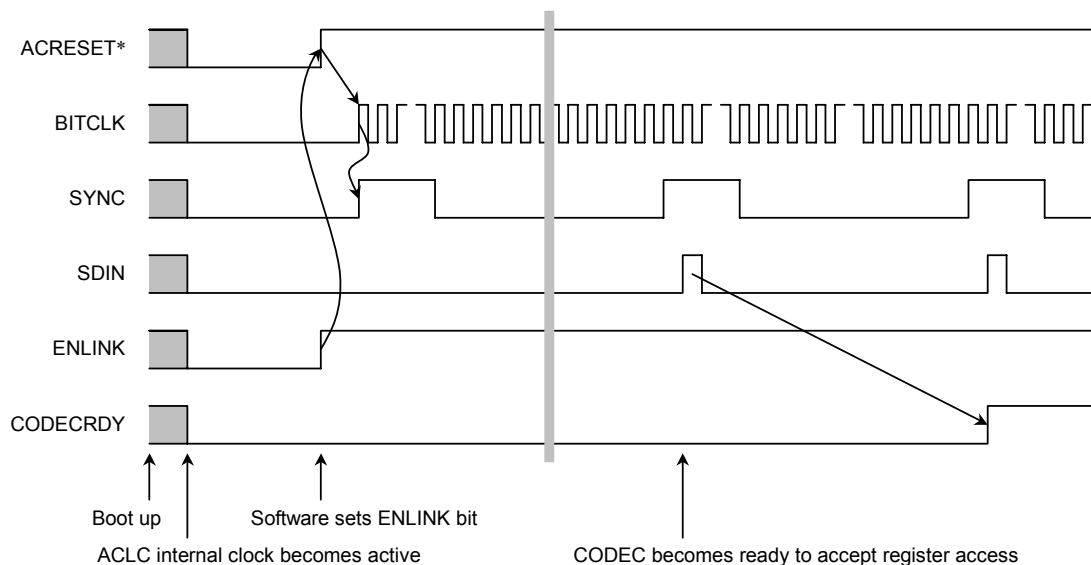 ACRESET*
BITCLK
SYNC
SDIN
ENLINK
CODECRDY
Boot up
Software sets ENLINK bit
ACLC internal clock becomes active
CODEC becomes ready to accept register access